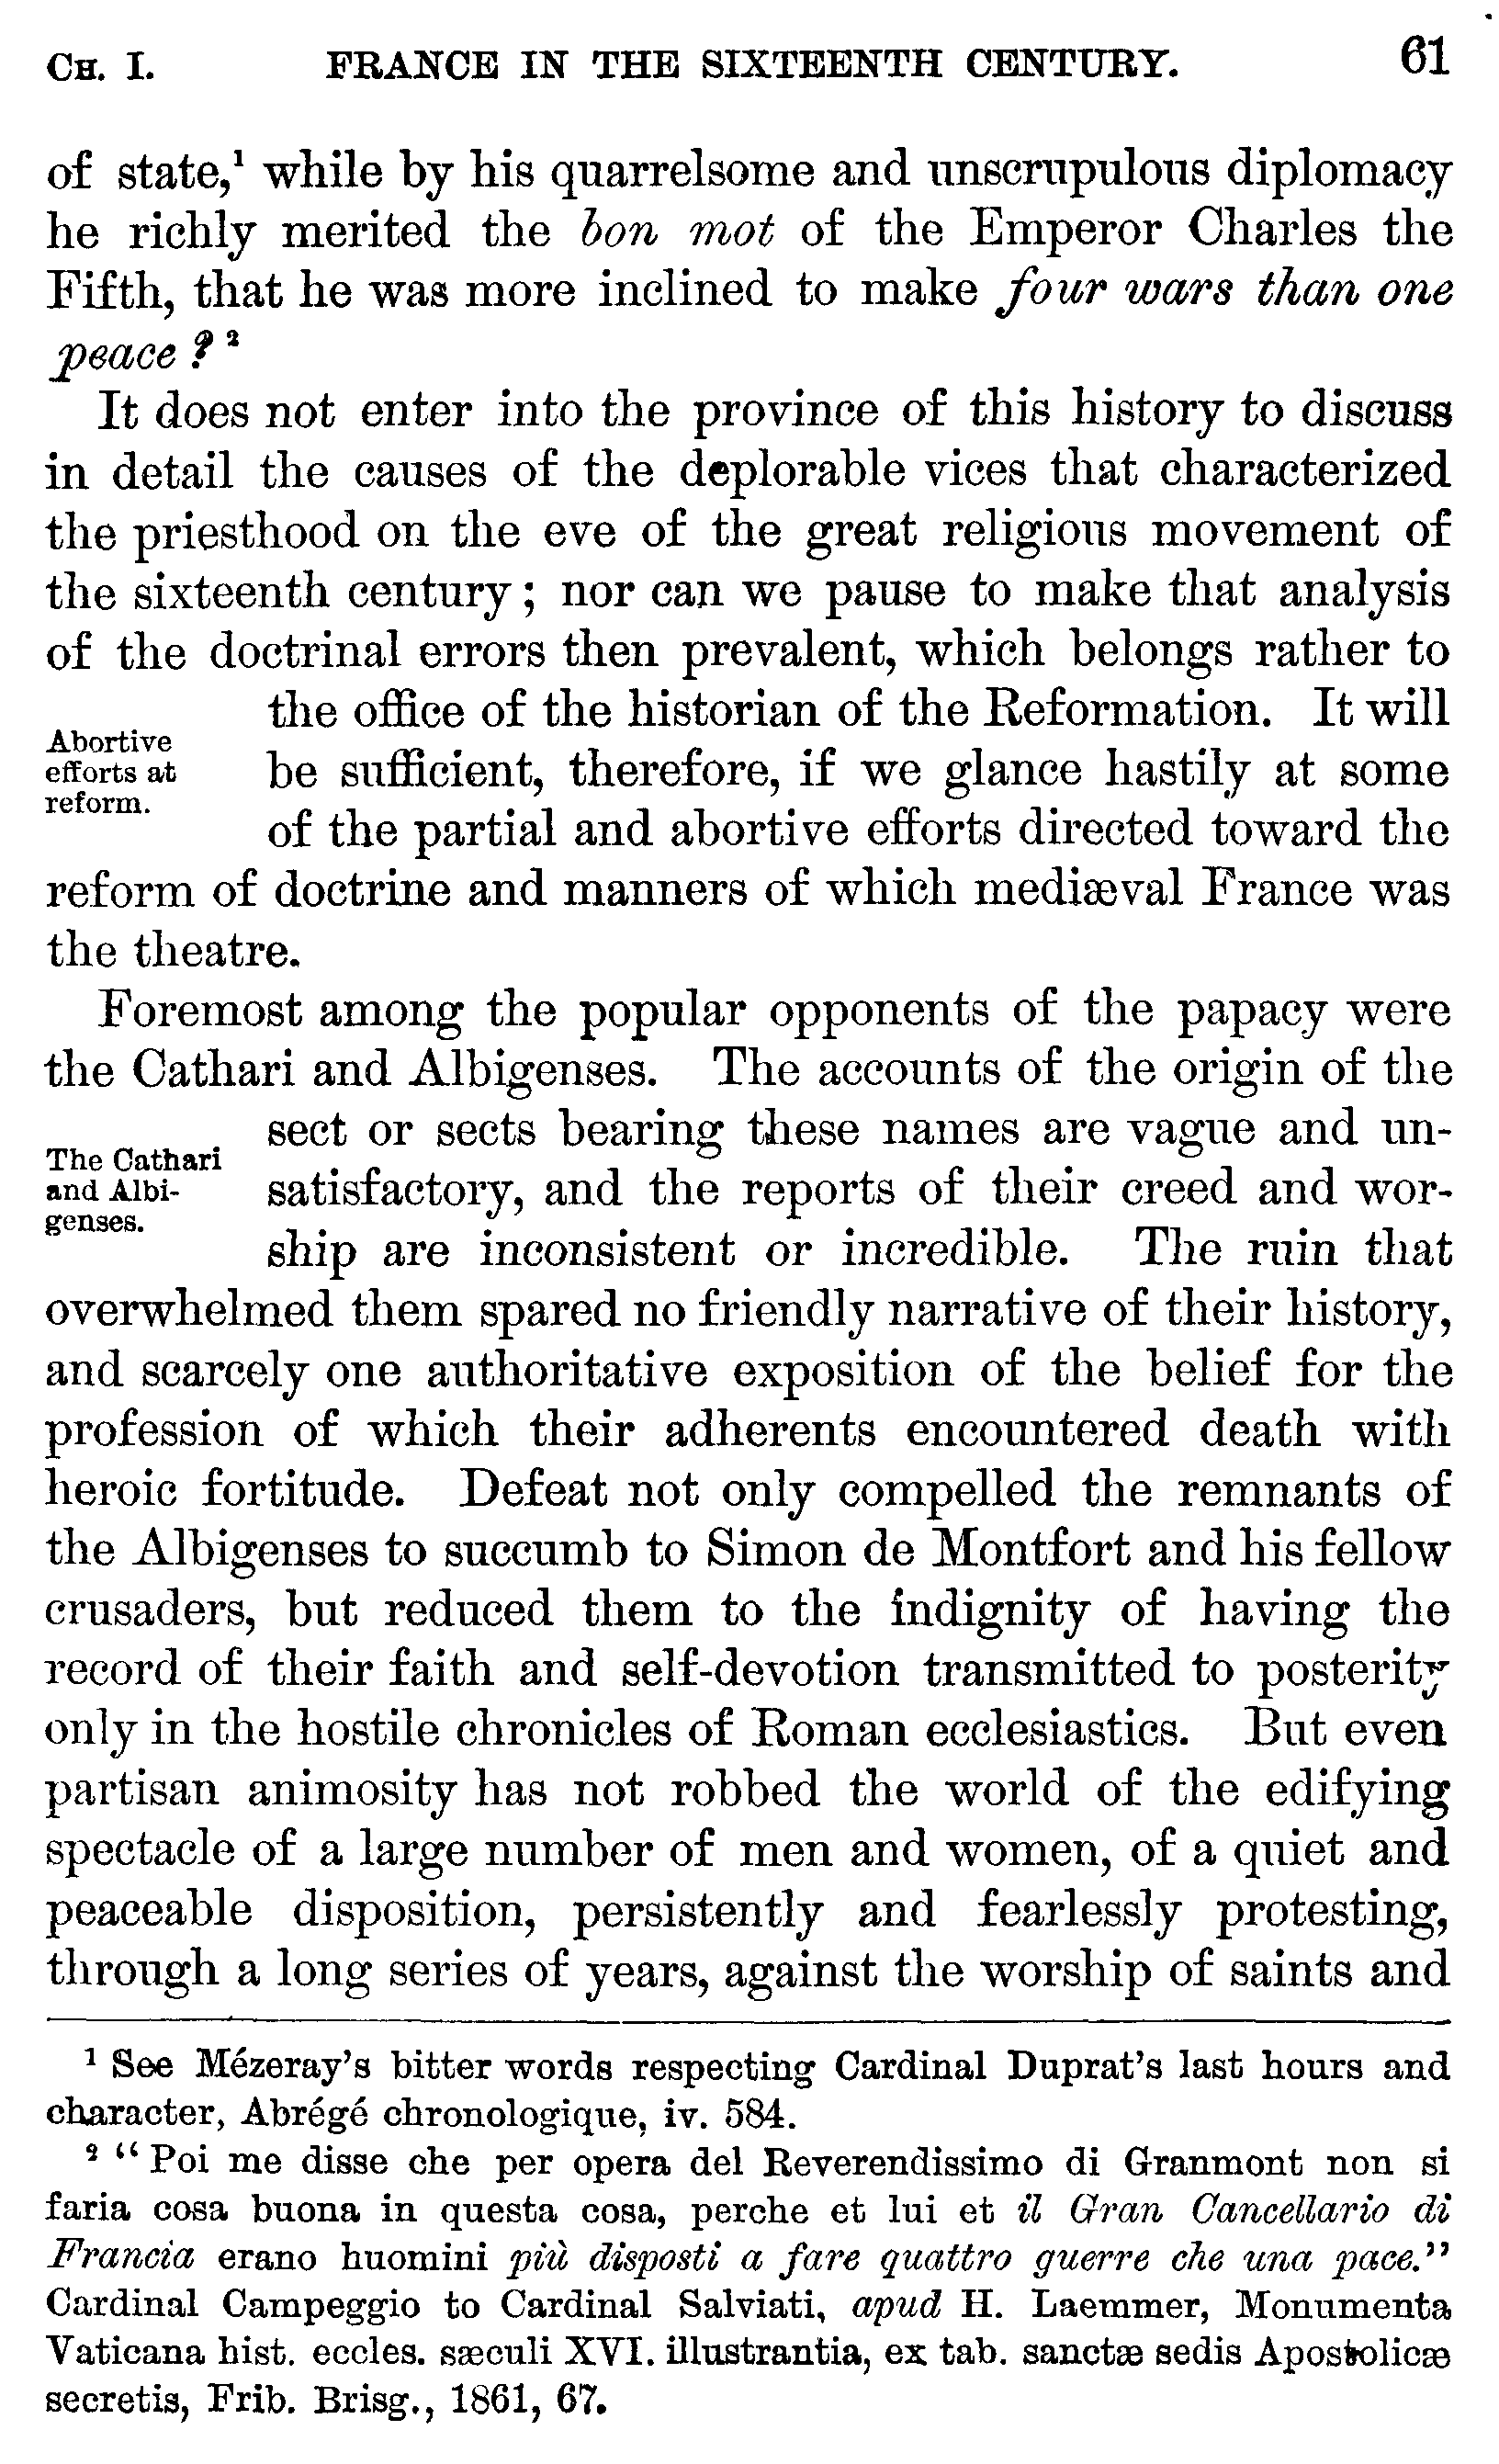 CH. I. FRANCE IN THE SIXTEENTH CENTURY. 61
of state,¹ while by his quarrelsome and unscrupulous diplomacy
he richly merited the bon mot of the Emperor Charles the
Fifth, that he was more inclined to make four wars than one
peace?²
It does not enter into the province of this history to discuss
in detail the causes of the deplorable vices that characterized
the priesthood on the eve of the great religious movement of
the sixteenth century; nor can we pause to make that analysis
of the doctrinal errors then prevalent, which belongs rather to
Abortive
efforts at
reform.
the office of the historian of the Reformation. It will
be sufficient, therefore, if we glance hastily at some
of the partial and abortive efforts directed toward the
reform of doctrine and manners of which mediæval France was
the theatre.
Foremost among the popular opponents of the papacy were
the Cathari and Albigenses. The accounts of the origin of the
The Cathari
and Albi-
genses.
sect or sects bearing these names are vague and un-
satisfactory, and the reports of their creed and wor-
ship are inconsistent or incredible. The ruin that
overwhelmed them spared no friendly narrative of their history,
and scarcely one authoritative exposition of the belief for the
profession of which their adherents encountered death with
heroic fortitude. Defeat not only compelled the remnants of
the Albigenses to succumb to Simon de Montfort and his fellow
crusaders, but reduced them to the indignity of having the
record of their faith and self-devotion transmitted to posterity
only in the hostile chronicles of Roman ecclesiastics. But even
partisan animosity has not robbed the world of the edifying
spectacle of a large number of men and women, of a quiet and
peaceable disposition, persistently and fearlessly protesting,
through a long series of years, against the worship of saints and
¹ See Mézeray's bitter words respecting Cardinal Duprat's last hours and
character, Abrégé chronologique, iv. 584.
² "Poi me disse che per opera del Reverendissimo di Granmont non si
faria cosa buona in questa cosa, perche et lui et il Gran Cancellario di
Francia erano huomini più disposti a fare quattro guerre che una pace."
Cardinal Campeggio to Cardinal Salviati, apud H. Laemmer, Monumenta
Vaticana hist. eccles. sæculi XVI. illustrantia, ex tab. sanctæ sedis Apostolicæ
secretis, Frib. Brisg., 1861, 67.